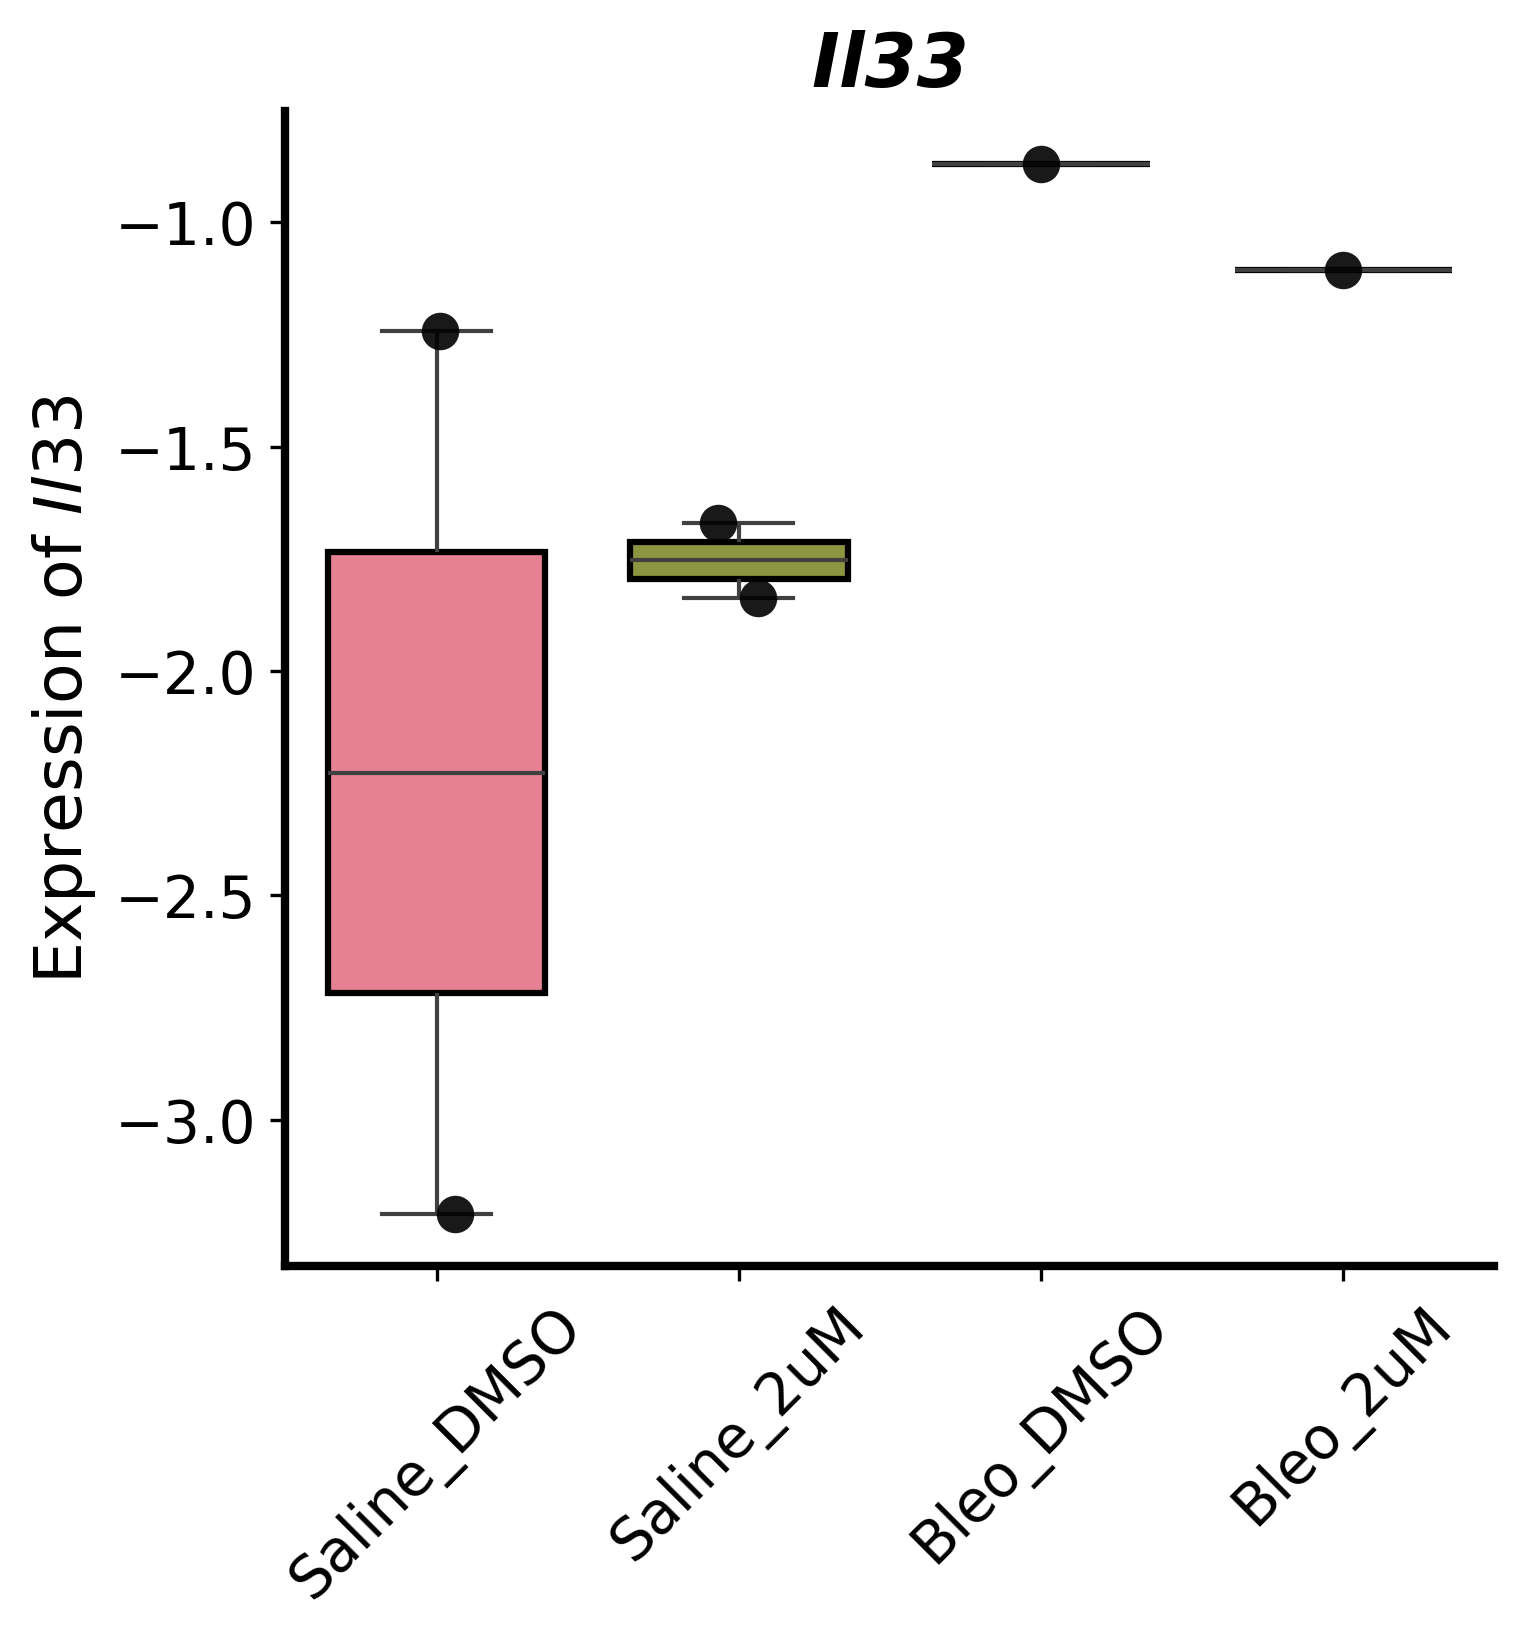 Il33
Expression of Il33
−1.0
−1.5
−2.0
−2.5
−3.0
Saline_DMSO
Saline_2uM
Bleo_DMSO
Bleo_2uM